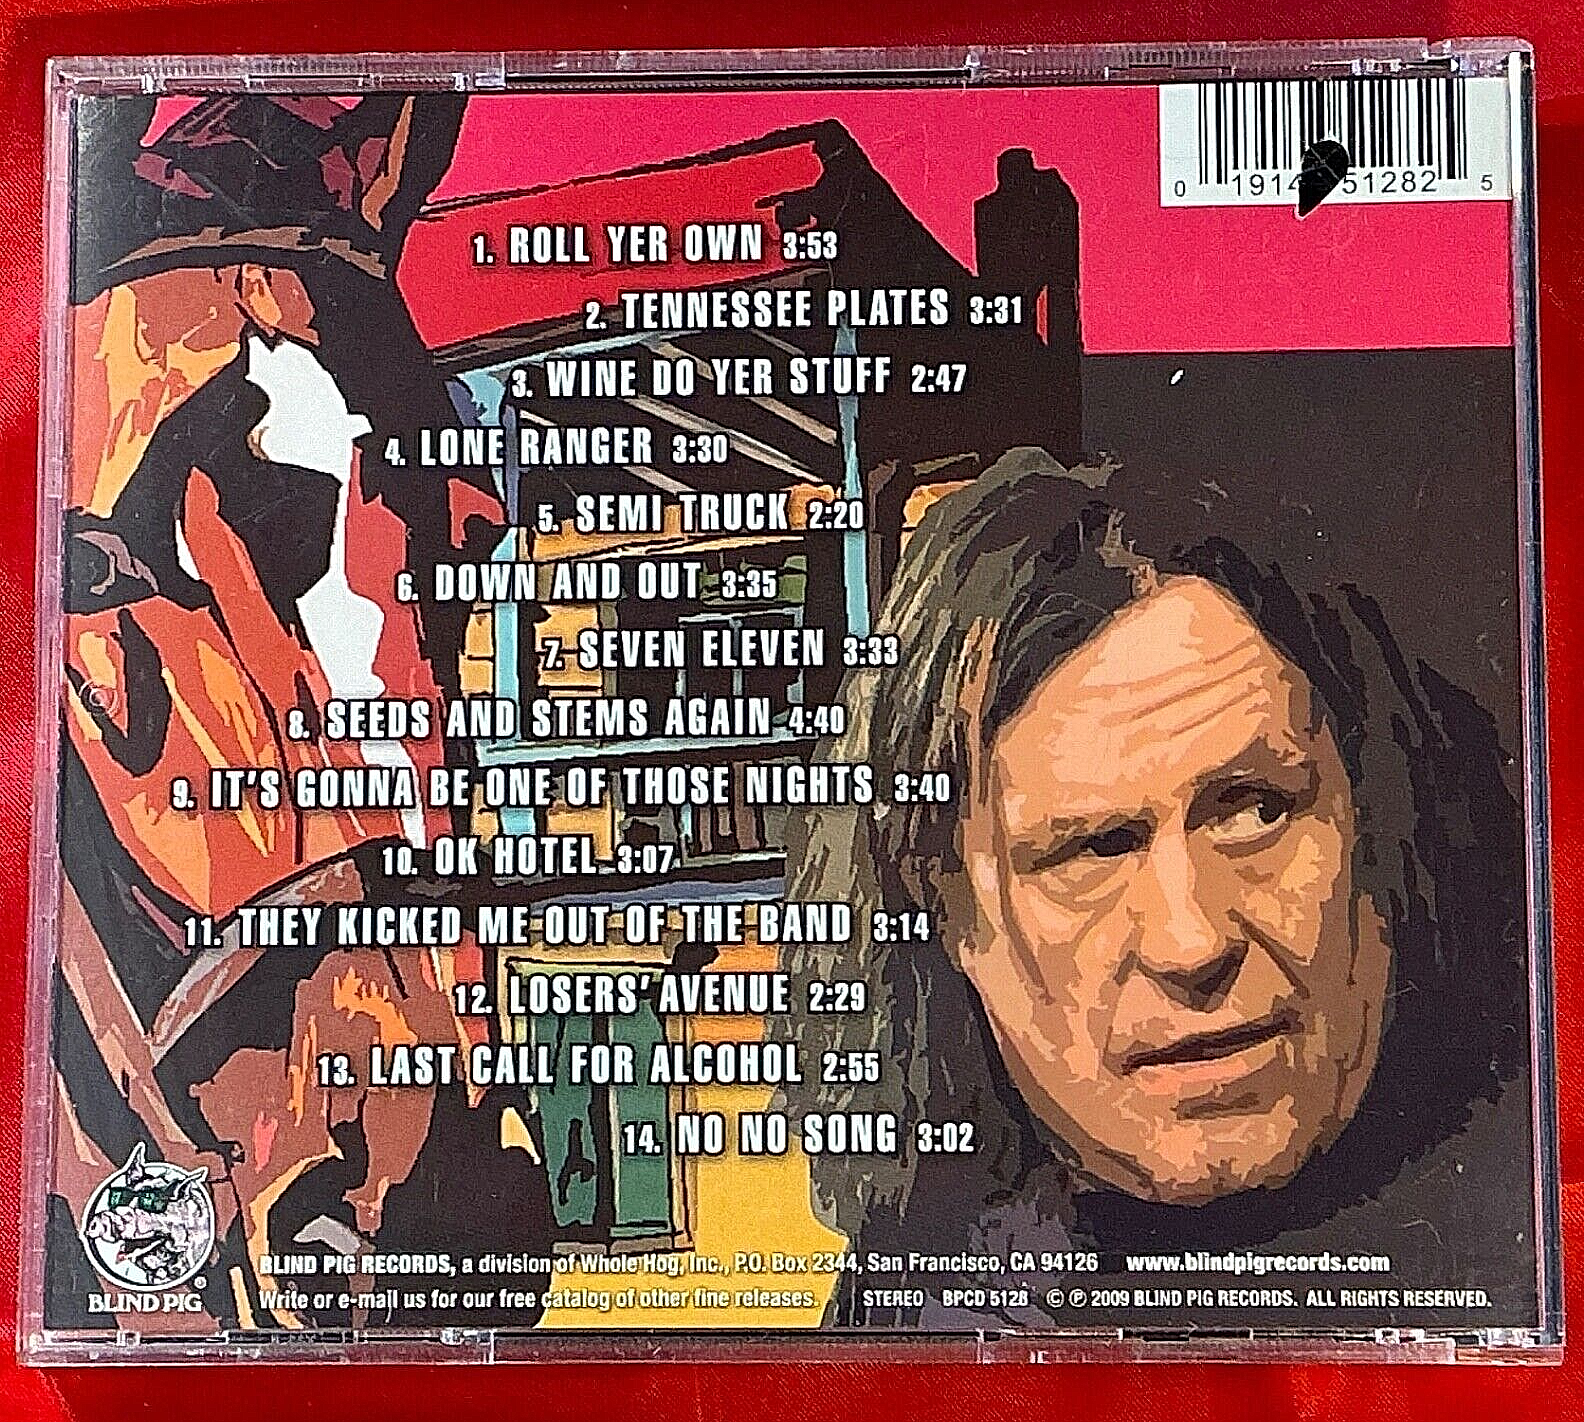 0 1914 51282 5
1. ROLL YER OWN 3:53
2. TENNESSEE PLATES 3:31
3. WINE DO YER STUFF 2:47
4. LONE RANGER 3:30
5. SEMI TRUCK 2:20
6. DOWN AND OUT 3:35
7. SEVEN ELEVEN 3:33
8. SEEDS AND STEMS AGAIN 4:40
9. IT'S GONNA BE ONE OF THOSE NIGHTS 3:40
10. OK HOTEL 3:07
11. THEY KICKED ME OUT OF THE BAND 3:14
12. LOSERS' AVENUE 2:29
13. LAST CALL FOR ALCOHOL 2:55
14. NO NO SONG 3:02
BLIND PIG ®
BLIND PIG RECORDS, a division of Whole Hog, Inc., P.O. Box 2344, San Francisco, CA 94126 www.blindpigrecords.com
Write or e-mail us for our free catalog of other fine releases. STEREO BPCD 5128 © ℗ 2009 BLIND PIG RECORDS. ALL RIGHTS RESERVED.